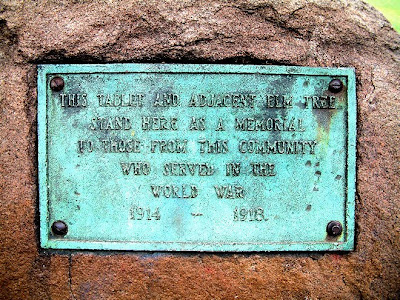 THIS TABLET AND ADJACENT ELM TREE
STAND HERE AS A MEMORIAL
TO THOSE FROM THIS COMMUNITY
WHO SERVED IN THE
WORLD WAR
1914 – 1918